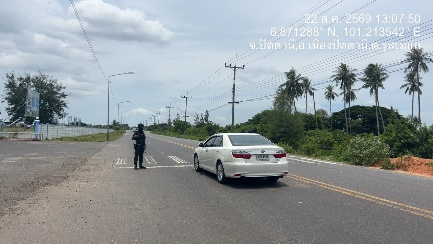 22 ส.ค. 2569 13:07:50
6.871288° N, 101.213542° E
จ.ปัตตานี,อ.เมืองปัตตานี,ต.รูสะมิแล